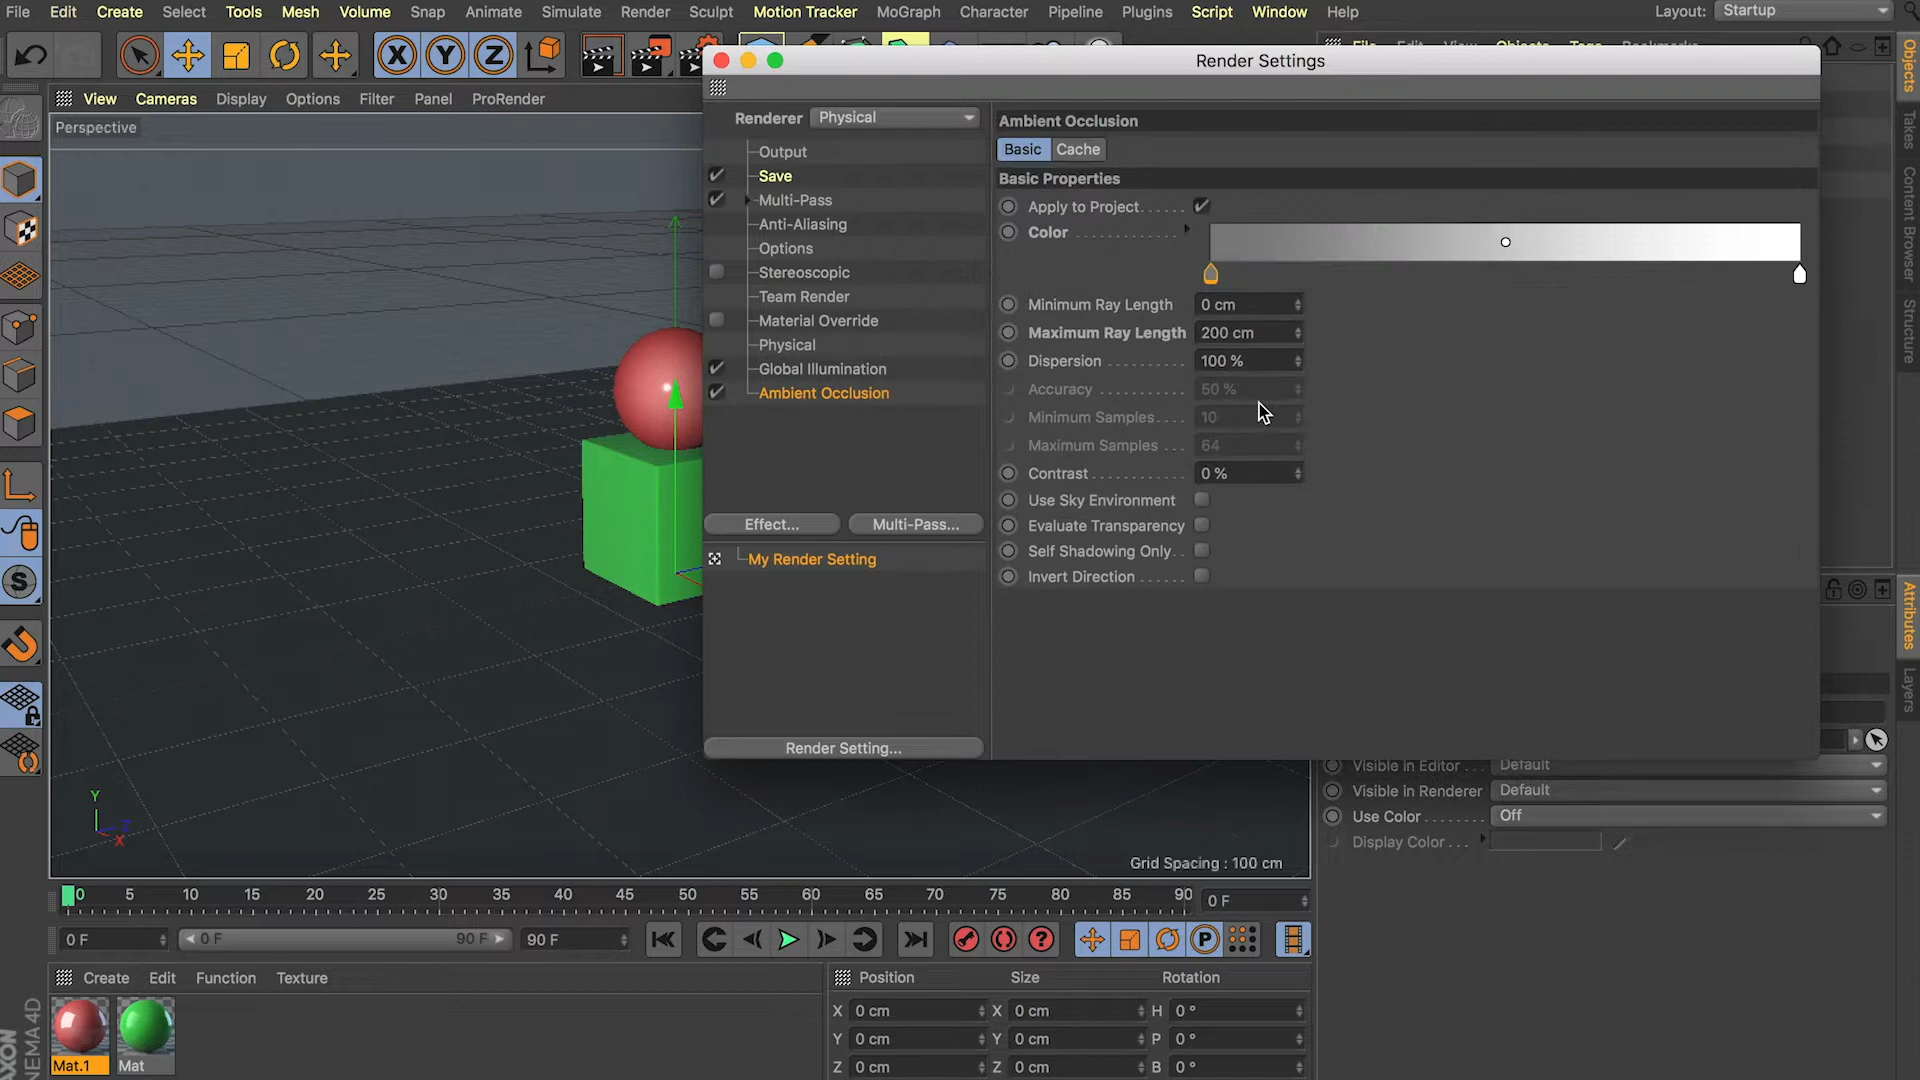 File Edit Create Select Tools Mesh Volume Snap Animate Simulate Render Sculpt Motion Tracker MoGraph Character Pipeline Plugins Script Window Help Layout: Startup
X Y Z
Render Settings
View Cameras Display Options Filter Panel ProRender
Perspective
Renderer Physical
Output
Save
Multi-Pass
Anti-Aliasing
Options
Stereoscopic
Team Render
Material Override
Physical
Global Illumination
Ambient Occlusion
Effect... Multi-Pass...
My Render Setting
Render Setting...
Ambient Occlusion
Basic Cache
Basic Properties
Apply to Project......
Color ............
Minimum Ray Length 0 cm
Maximum Ray Length 200 cm
Dispersion ......... 100 %
Accuracy .......... 50 %
Minimum Samples.... 10
Maximum Samples .... 64
Contrast............. 0 %
Use Sky Environment
Evaluate Transparency
Self Shadowing Only..
Invert Direction ......
Objects
Takes
Content Browser
Structure
Attributes
Layers
Visible in Editor... Default
Visible in Renderer Default
Use Color........ Off
Display Color...
Y
Z
X
Grid Spacing : 100 cm
0 5 10 15 20 25 30 35 40 45 50 55 60 65 70 75 80 85 90 0 F
0 F 0 F 90 F 90 F P
Create Edit Function Texture
Position Size Rotation
X 0 cm X 0 cm H 0 °
Y 0 cm Y 0 cm P 0 °
Z 0 cm Z 0 cm B 0 °
Mat.1 Mat